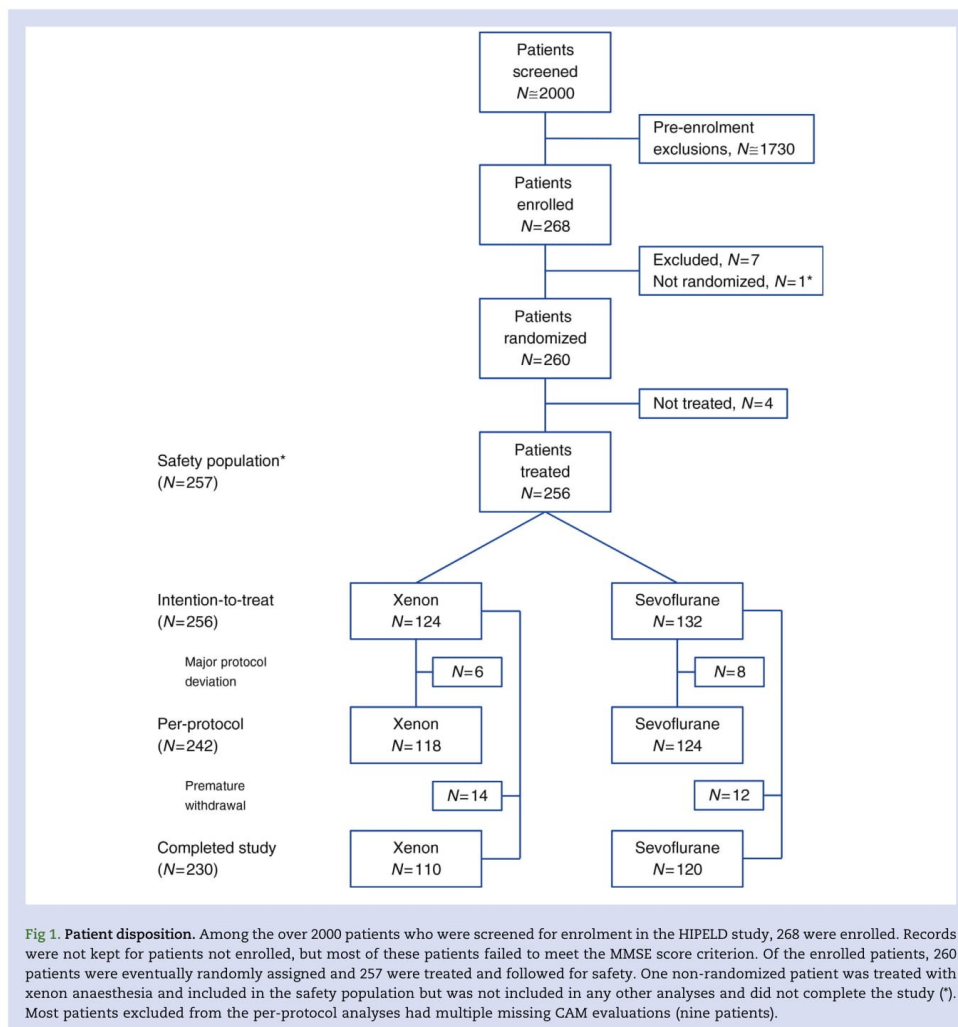 Patients
screened
N≅2000
Pre-enrolment
exclusions, N≅1730
Patients
enrolled
N=268
Excluded, N=7
Not randomized, N=1*
Patients
randomized
N=260
Not treated, N=4
Safety population*
(N=257)
Patients
treated
N=256
Intention-to-treat
(N=256)
Xenon
N=124
Sevoflurane
N=132
Major protocol
deviation
N=6
N=8
Per-protocol
(N=242)
Xenon
N=118
Sevoflurane
N=124
Premature
withdrawal
N=14
N=12
Completed study
(N=230)
Xenon
N=110
Sevoflurane
N=120
Fig 1. Patient disposition. Among the over 2000 patients who were screened for enrolment in the HIPELD study, 268 were enrolled. Records
were not kept for patients not enrolled, but most of these patients failed to meet the MMSE score criterion. Of the enrolled patients, 260
patients were eventually randomly assigned and 257 were treated and followed for safety. One non-randomized patient was treated with
xenon anaesthesia and included in the safety population but was not included in any other analyses and did not complete the study (*).
Most patients excluded from the per-protocol analyses had multiple missing CAM evaluations (nine patients).